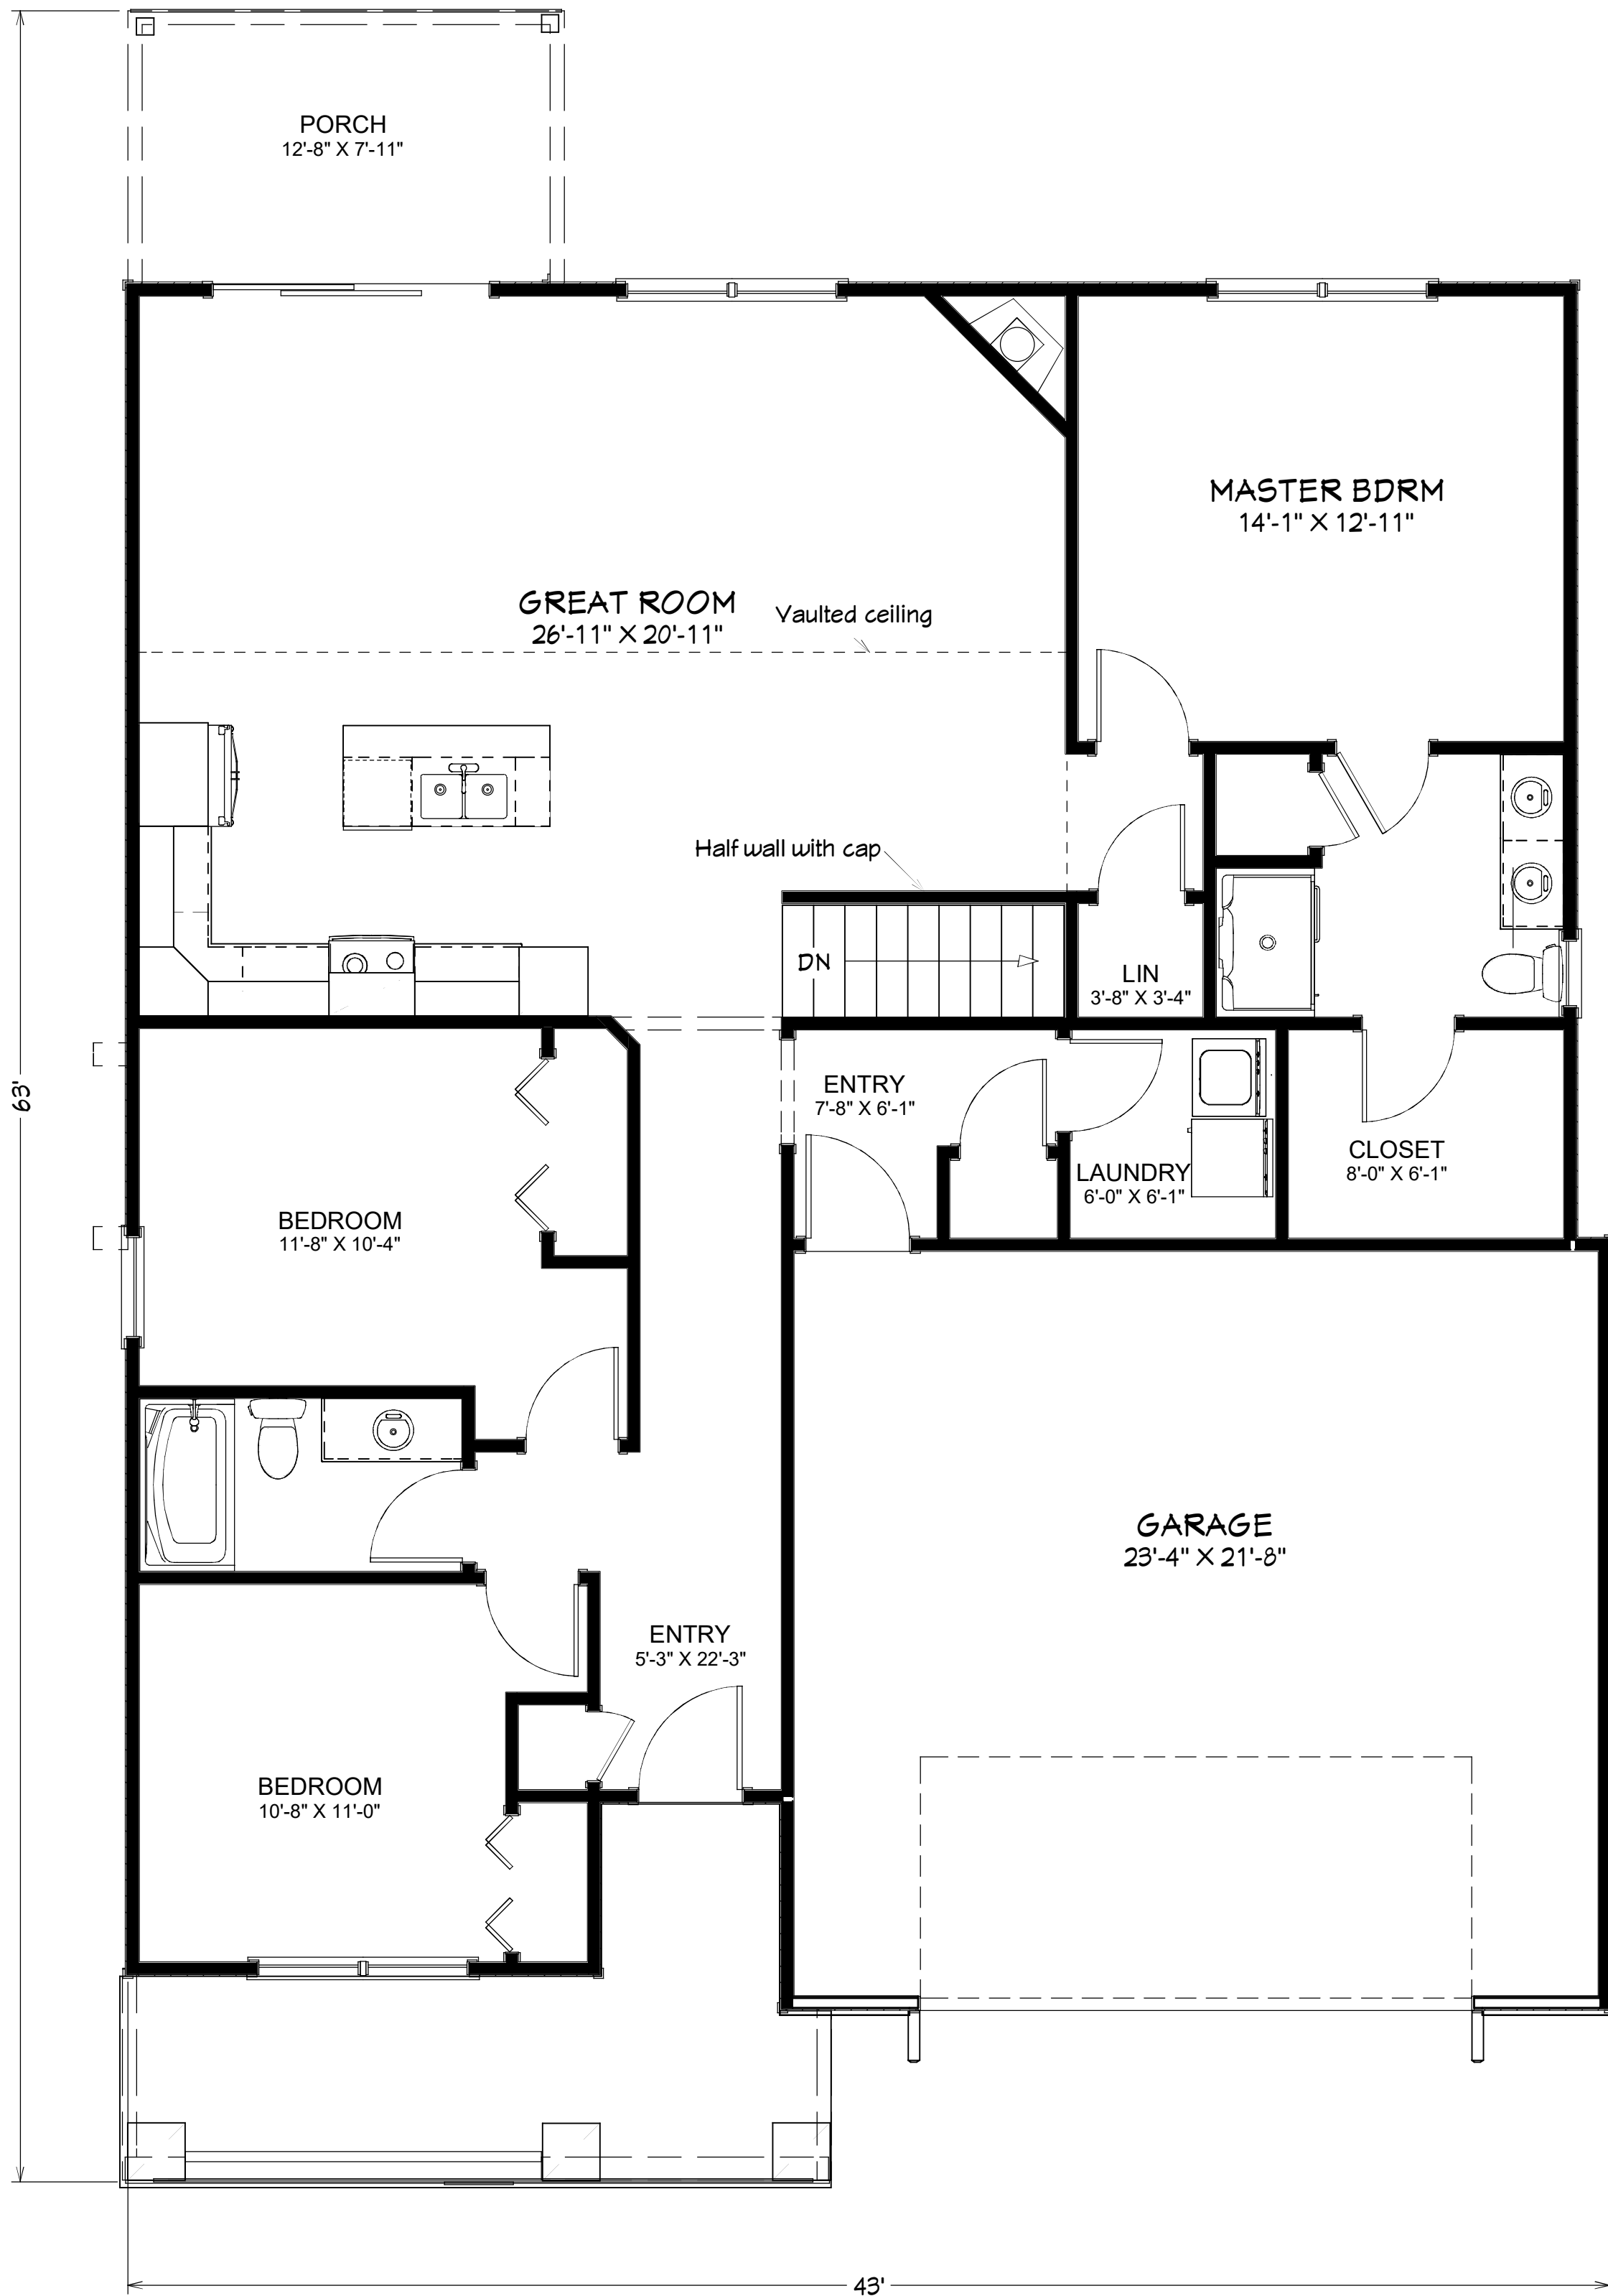 PORCH
12'-8" X 7'-11"
MASTER BDRM
14'-1" X 12'-11"
GREAT ROOM
26'-11" X 20'-11"
Vaulted ceiling
Half wall with cap
DN
LIN
3'-8" X 3'-4"
63'
ENTRY
7'-8" X 6'-1"
LAUNDRY
6'-0" X 6'-1"
CLOSET
8'-0" X 6'-1"
BEDROOM
11'-8" X 10'-4"
GARAGE
23'-4" X 21'-8"
ENTRY
5'-3" X 22'-3"
BEDROOM
10'-8" X 11'-0"
43'